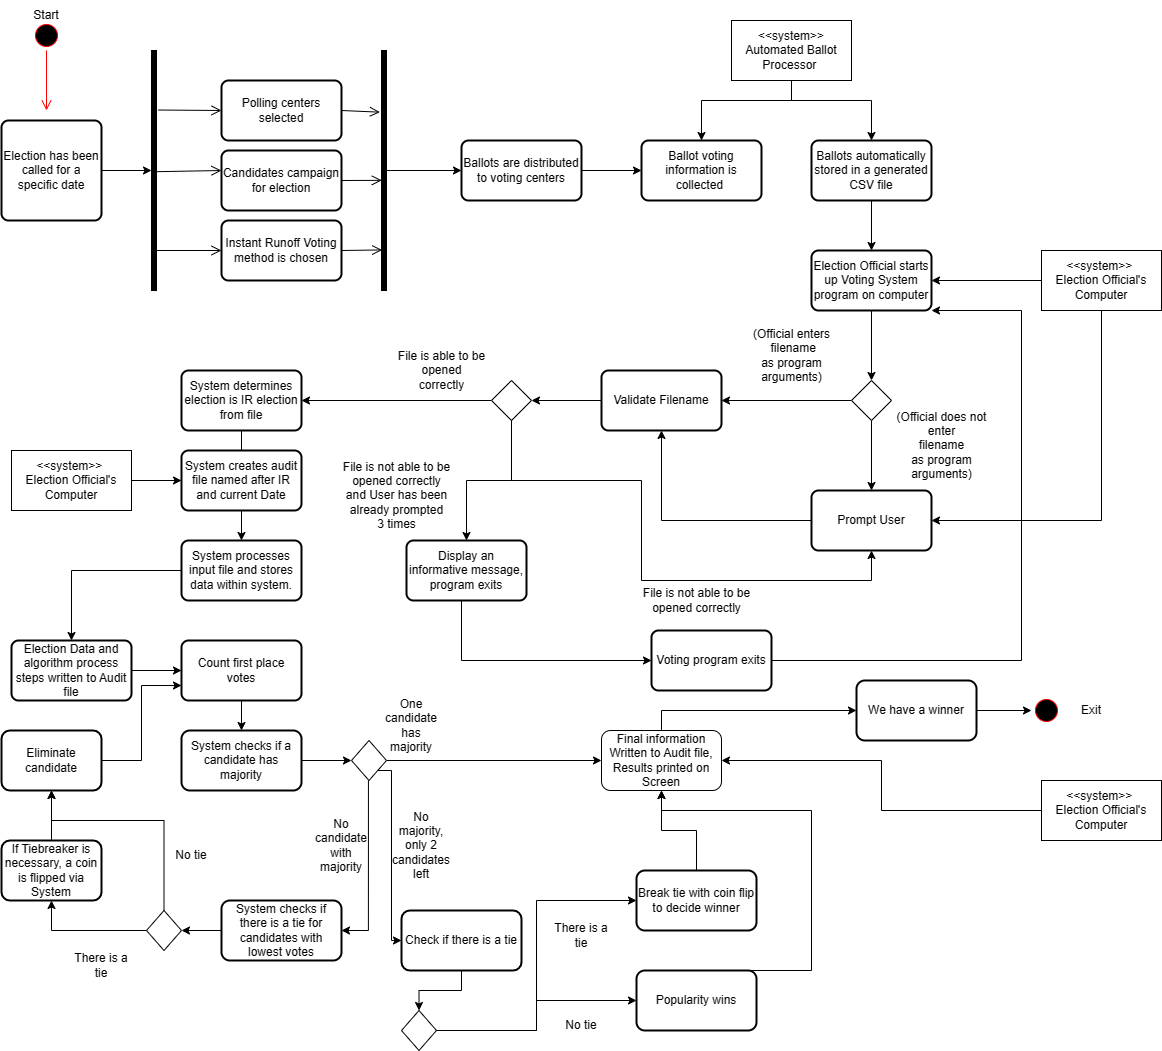 Start
<<system>>
Automated Ballot
Processor
Polling centers
selected
Election has been
called for a
specific date
Candidates campaign
for election
Instant Runoff Voting
method is chosen
Ballots are distributed
to voting centers
Ballot voting
information is
collected
Ballots automatically
stored in a generated
CSV file
Election Official starts
up Voting System
program on computer
<<system>>
Election Official's
Computer
(Official enters
filename
as program
arguments)
File is able to be
opened
correctly
System determines
election is IR election
from file
Validate Filename
(Official does not
enter
filename
as program
arguments)
<<system>>
Election Official's
Computer
System creates audit
file named after IR
and current Date
File is not able to be
opened correctly
and User has been
already prompted
3 times
Prompt User
System processes
input file and stores
data within system.
Display an
informative message,
program exits
File is not able to be
opened correctly
Election Data and
algorithm process
steps written to Audit
file
Count first place
votes
Voting program exits
One
candidate
has
majority
We have a winner
Exit
Eliminate
candidate
System checks if a
candidate has
majority
Final information
Written to Audit file,
Results printed on
Screen
<<system>>
Election Official's
Computer
No
candidate
with
majority
No
majority,
only 2
candidates
left
If Tiebreaker is
necessary, a coin
is flipped via
System
No tie
System checks if
there is a tie for
candidates with
lowest votes
Check if there is a tie
Break tie with coin flip
to decide winner
There is a
tie
There is a
tie
Popularity wins
No tie